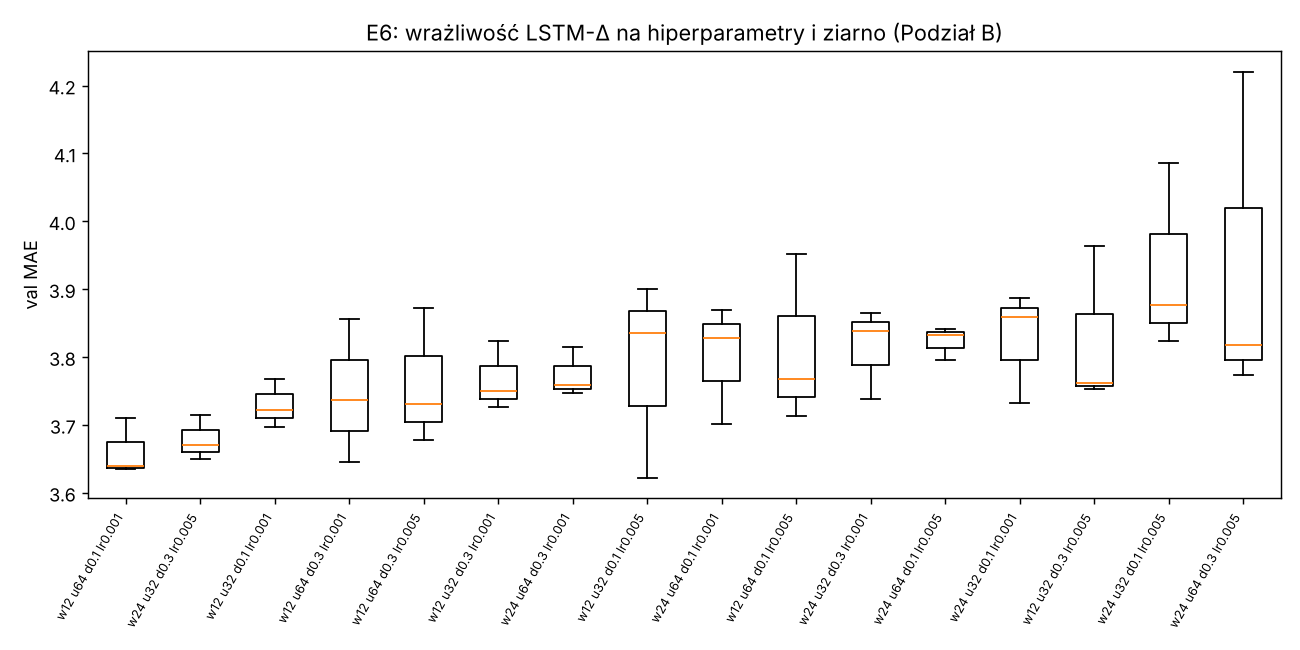 E6: wrażliwość LSTM-Δ na hiperparametry i ziarno (Podział B)
val MAE
4.2
4.1
4.0
3.9
3.8
3.7
3.6
w12 u64 d0.1 lr0.001
w24 u32 d0.3 lr0.005
w12 u32 d0.1 lr0.001
w12 u64 d0.3 lr0.001
w12 u64 d0.3 lr0.005
w12 u32 d0.3 lr0.001
w24 u64 d0.3 lr0.001
w12 u32 d0.1 lr0.005
w24 u64 d0.1 lr0.001
w12 u64 d0.1 lr0.005
w24 u32 d0.3 lr0.001
w24 u64 d0.1 lr0.005
w24 u32 d0.1 lr0.001
w12 u32 d0.3 lr0.005
w24 u32 d0.1 lr0.005
w24 u64 d0.3 lr0.005